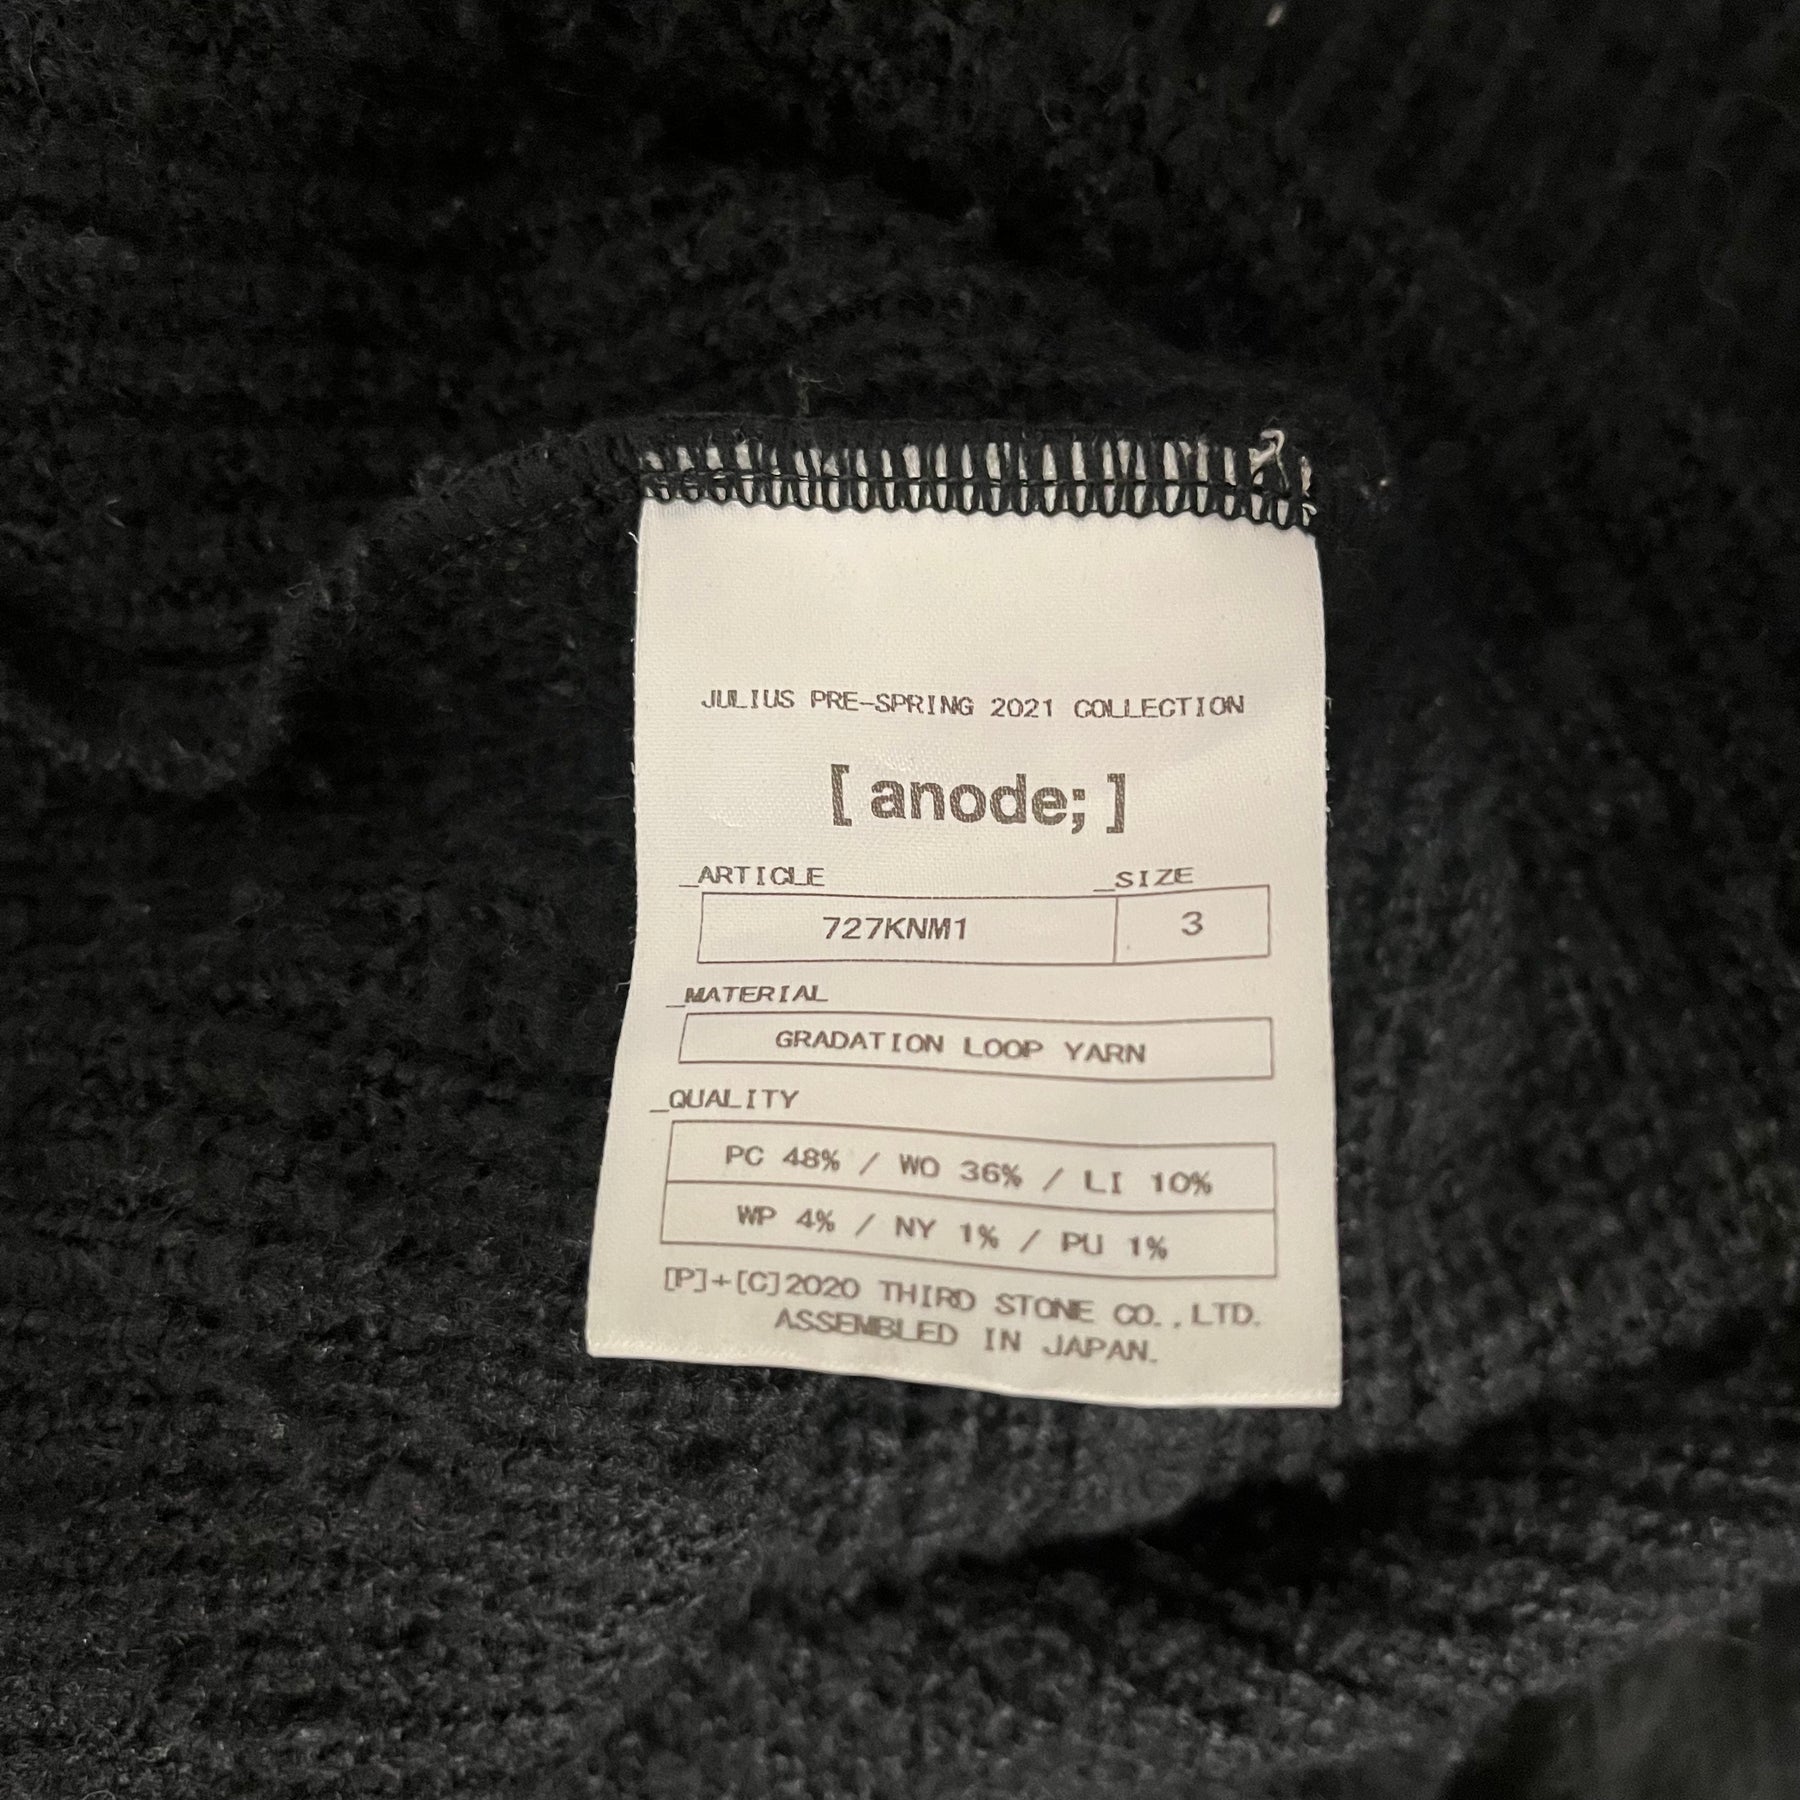 JULIUS PRE-SPRING 2021 COLLECTION
[ anode; ]
_ARTICLE _SIZE
727KNM1 3
_MATERIAL
GRADATION LOOP YARN
_QUALITY
PC 48% / WO 36% / LI 10%
WP 4% / NY 1% / PU 1%
[P]+[C]2020 THIRD STONE CO.,LTD.
ASSEMBLED IN JAPAN.